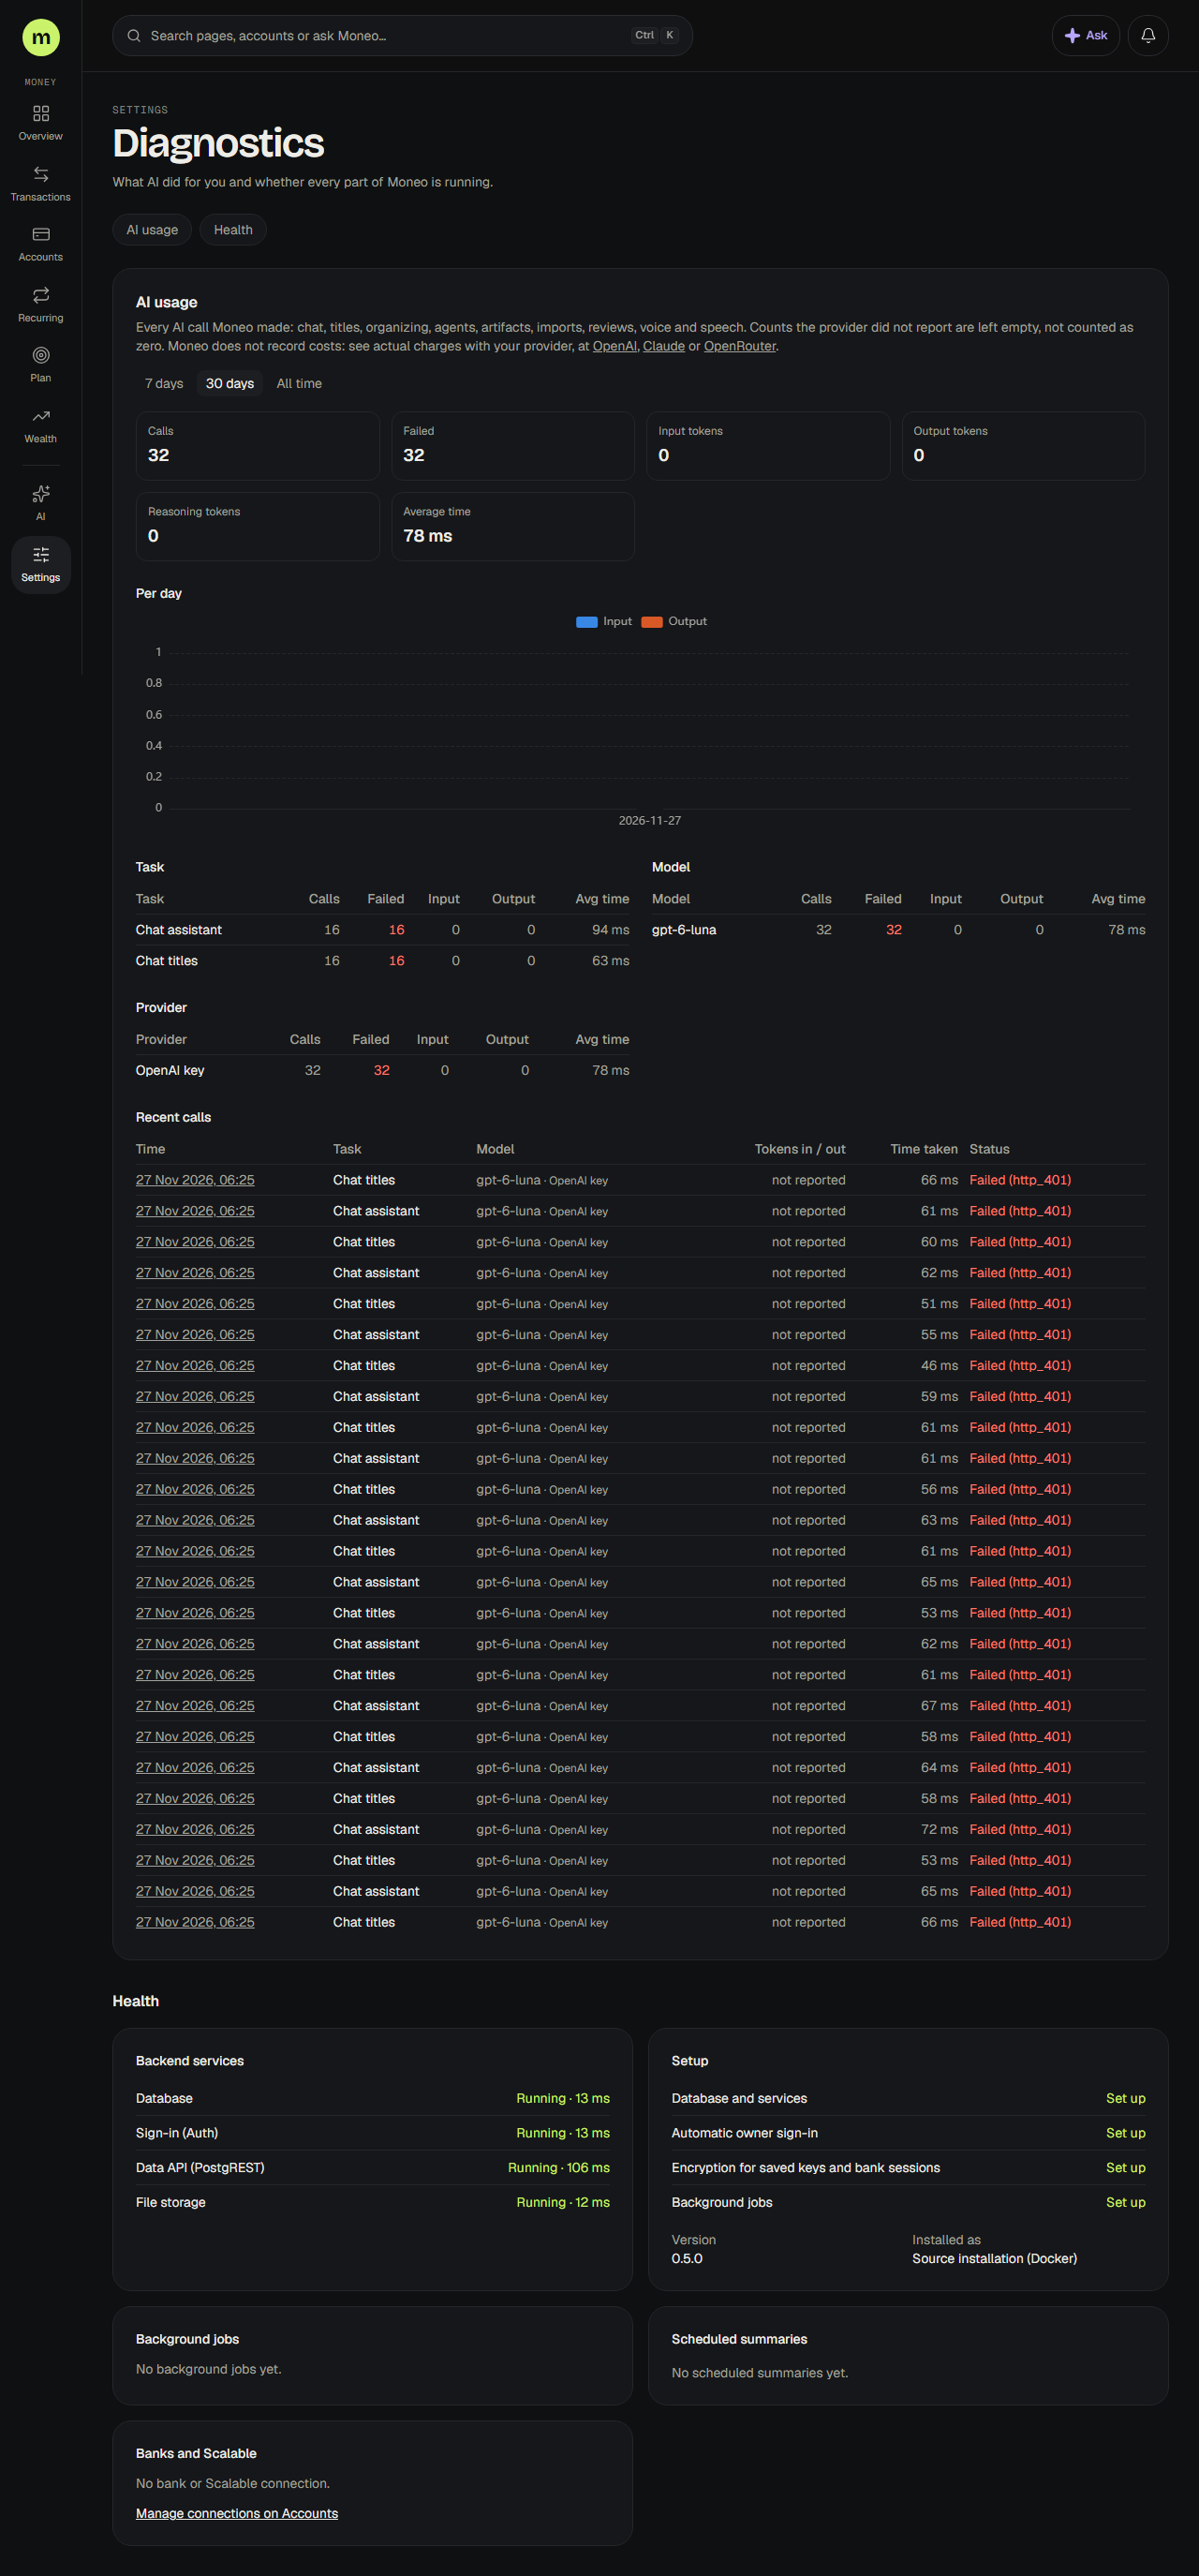 m
MONEY
Overview
Transactions
Accounts
Recurring
Plan
Wealth
AI
Settings
Search pages, accounts or ask Moneo...
Ctrl K
Ask
SETTINGS
Diagnostics
What AI did for you and whether every part of Moneo is running.
AI usage
Health
AI usage
Every AI call Moneo made: chat, titles, organizing, agents, artifacts, imports, reviews, voice and speech. Counts the provider did not report are left empty, not counted as
zero. Moneo does not record costs: see actual charges with your provider, at OpenAI, Claude or OpenRouter.
7 days 30 days All time
Calls
32
Failed
32
Input tokens
0
Output tokens
0
Reasoning tokens
0
Average time
78 ms
Per day
Input Output
1
0.8
0.6
0.4
0.2
0
2026-11-27
Task
Task Calls Failed Input Output Avg time
Chat assistant 16 16 0 0 94 ms
Chat titles 16 16 0 0 63 ms
Model
Model Calls Failed Input Output Avg time
gpt-6-luna 32 32 0 0 78 ms
Provider
Provider Calls Failed Input Output Avg time
OpenAI key 32 32 0 0 78 ms
Recent calls
Time Task Model Tokens in / out Time taken Status
27 Nov 2026, 06:25 Chat titles gpt-6-luna · OpenAI key not reported 66 ms Failed (http_401)
27 Nov 2026, 06:25 Chat assistant gpt-6-luna · OpenAI key not reported 61 ms Failed (http_401)
27 Nov 2026, 06:25 Chat titles gpt-6-luna · OpenAI key not reported 60 ms Failed (http_401)
27 Nov 2026, 06:25 Chat assistant gpt-6-luna · OpenAI key not reported 62 ms Failed (http_401)
27 Nov 2026, 06:25 Chat titles gpt-6-luna · OpenAI key not reported 51 ms Failed (http_401)
27 Nov 2026, 06:25 Chat assistant gpt-6-luna · OpenAI key not reported 55 ms Failed (http_401)
27 Nov 2026, 06:25 Chat titles gpt-6-luna · OpenAI key not reported 46 ms Failed (http_401)
27 Nov 2026, 06:25 Chat assistant gpt-6-luna · OpenAI key not reported 59 ms Failed (http_401)
27 Nov 2026, 06:25 Chat titles gpt-6-luna · OpenAI key not reported 61 ms Failed (http_401)
27 Nov 2026, 06:25 Chat assistant gpt-6-luna · OpenAI key not reported 61 ms Failed (http_401)
27 Nov 2026, 06:25 Chat titles gpt-6-luna · OpenAI key not reported 56 ms Failed (http_401)
27 Nov 2026, 06:25 Chat assistant gpt-6-luna · OpenAI key not reported 63 ms Failed (http_401)
27 Nov 2026, 06:25 Chat titles gpt-6-luna · OpenAI key not reported 61 ms Failed (http_401)
27 Nov 2026, 06:25 Chat assistant gpt-6-luna · OpenAI key not reported 65 ms Failed (http_401)
27 Nov 2026, 06:25 Chat titles gpt-6-luna · OpenAI key not reported 53 ms Failed (http_401)
27 Nov 2026, 06:25 Chat assistant gpt-6-luna · OpenAI key not reported 62 ms Failed (http_401)
27 Nov 2026, 06:25 Chat titles gpt-6-luna · OpenAI key not reported 61 ms Failed (http_401)
27 Nov 2026, 06:25 Chat assistant gpt-6-luna · OpenAI key not reported 67 ms Failed (http_401)
27 Nov 2026, 06:25 Chat titles gpt-6-luna · OpenAI key not reported 58 ms Failed (http_401)
27 Nov 2026, 06:25 Chat assistant gpt-6-luna · OpenAI key not reported 64 ms Failed (http_401)
27 Nov 2026, 06:25 Chat titles gpt-6-luna · OpenAI key not reported 58 ms Failed (http_401)
27 Nov 2026, 06:25 Chat assistant gpt-6-luna · OpenAI key not reported 72 ms Failed (http_401)
27 Nov 2026, 06:25 Chat titles gpt-6-luna · OpenAI key not reported 53 ms Failed (http_401)
27 Nov 2026, 06:25 Chat assistant gpt-6-luna · OpenAI key not reported 65 ms Failed (http_401)
27 Nov 2026, 06:25 Chat titles gpt-6-luna · OpenAI key not reported 66 ms Failed (http_401)
Health
Backend services
Database Running · 13 ms
Sign-in (Auth) Running · 13 ms
Data API (PostgREST) Running · 106 ms
File storage Running · 12 ms
Setup
Database and services Set up
Automatic owner sign-in Set up
Encryption for saved keys and bank sessions Set up
Background jobs Set up
Version Installed as
0.5.0 Source installation (Docker)
Background jobs
No background jobs yet.
Scheduled summaries
No scheduled summaries yet.
Banks and Scalable
No bank or Scalable connection.
Manage connections on Accounts